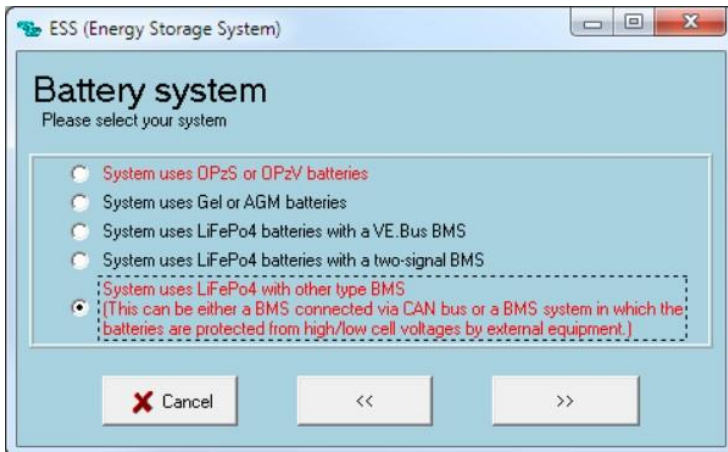 ESS (Energy Storage System)
Battery system
Please select your system
System uses OPzS or OPzV batteries
System uses Gel or AGM batteries
System uses LiFePo4 batteries with a VE.Bus BMS
System uses LiFePo4 batteries with a two-signal BMS
System uses LiFePo4 with other type BMS
(This can be either a BMS connected via CAN bus or a BMS system in which the
batteries are protected from high/low cell voltages by external equipment.)
Cancel
<<
>>